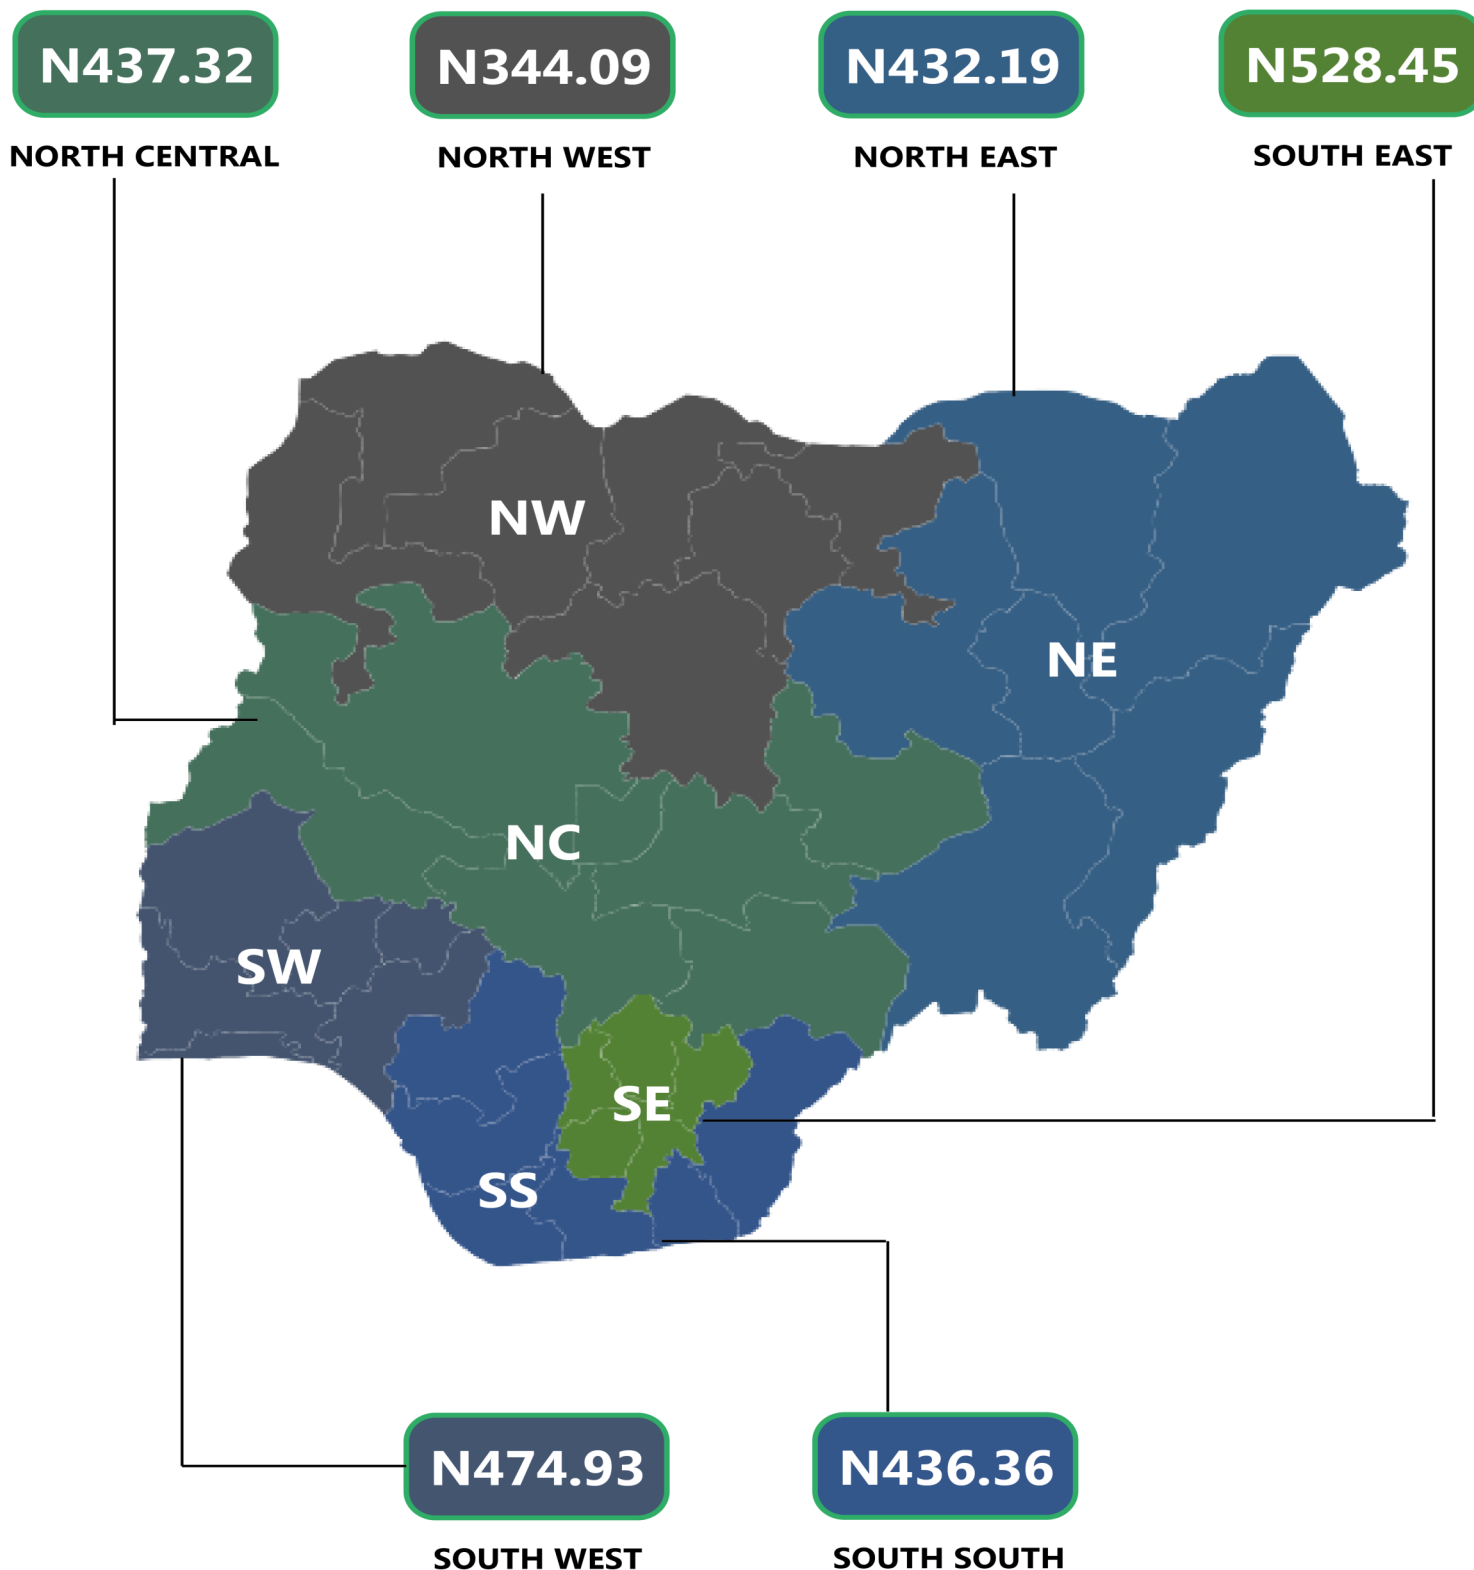 N437.32
NORTH CENTRAL
N344.09
NORTH WEST
N432.19
NORTH EAST
N528.45
SOUTH EAST
NW
NE
NC
SW
SE
SS
N474.93
SOUTH WEST
N436.36
SOUTH SOUTH